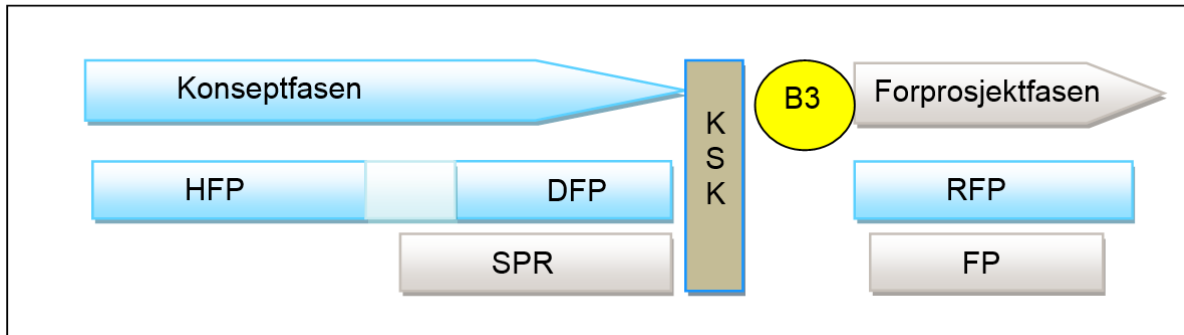 Konseptfasen
K
S
K
B3
Forprosjektfasen
HFP
DFP
RFP
SPR
FP